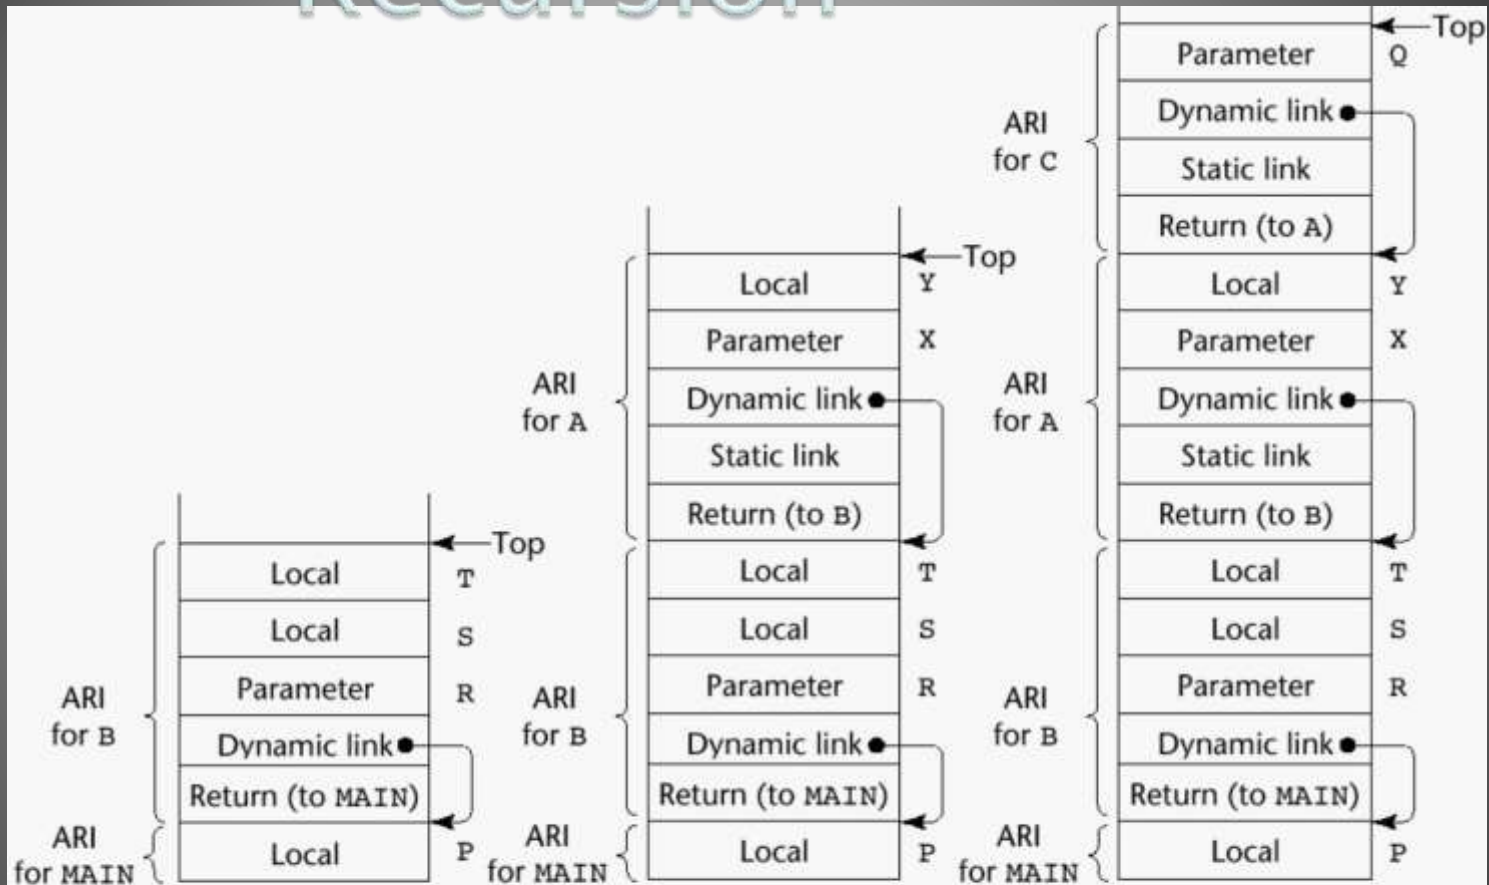 Recursion
Top
Local T
Local S
ARI for B
Parameter R
Dynamic link
Return (to MAIN)
ARI for MAIN
Local P
Top
ARI for A
Local Y
Parameter X
Dynamic link
Static link
Return (to B)
ARI for B
Local T
Local S
Parameter R
Dynamic link
Return (to MAIN)
ARI for MAIN
Local P
Top
ARI for C
Parameter Q
Dynamic link
Static link
Return (to A)
ARI for A
Local Y
Parameter X
Dynamic link
Static link
Return (to B)
ARI for B
Local T
Local S
Parameter R
Dynamic link
Return (to MAIN)
ARI for MAIN
Local P